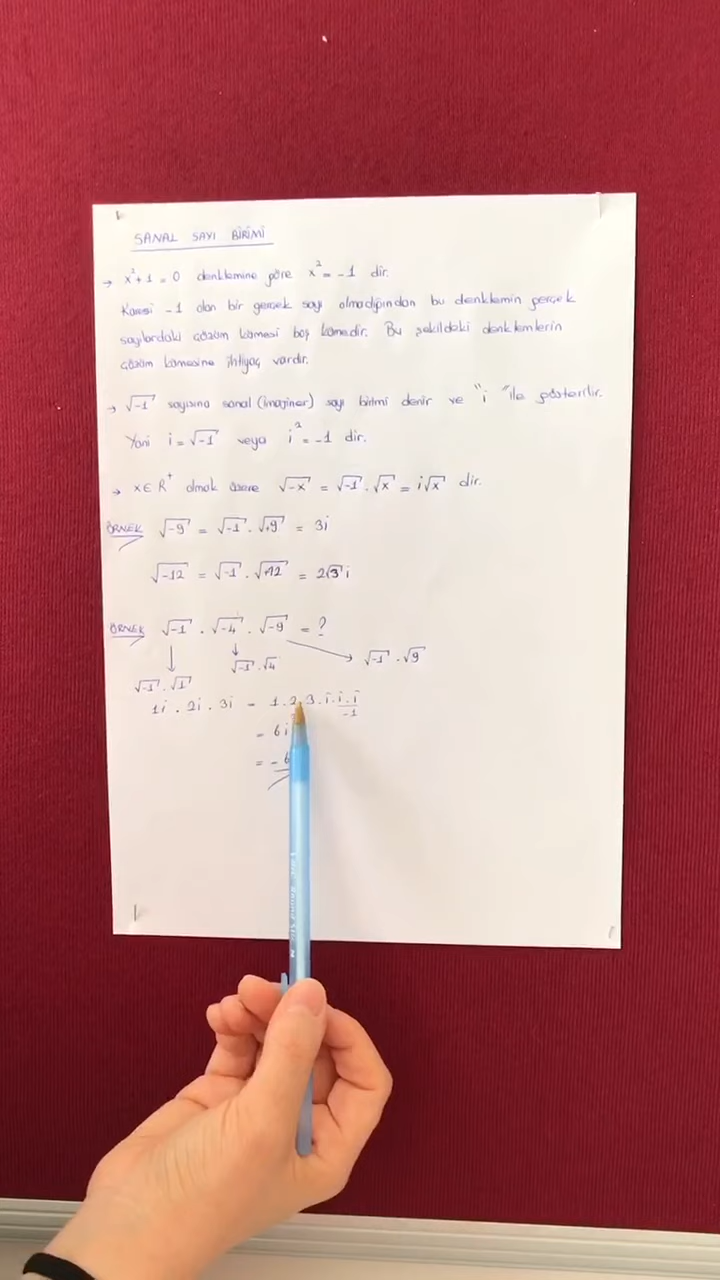 SANAL SAYI BİRİMİ
→ x²+1=0 denklemine göre x²=-1 dir.
Karesi -1 olan bir gerçek sayı olmadığından bu denklemin gerçek
sayılardaki çözüm kümesi boş kümedir. Bu şekildeki denklemlerin
çözüm kümesine ihtiyaç vardır.
→ √-1 sayısına sanal (imajiner) sayı birimi denir ve "i" ile gösterilir.
Yani i=√-1 veya i²=-1 dir.
→ x∈R⁺ olmak üzere √-x = √-1 . √x = i√x dir.
ÖRNEK √-9 = √-1 . √9 = 3i
√-12 = √-1 . √12 = 2√3 i
ÖRNEK √-1 . √-4 . √-9 = ?
√-1 . √1 √-1 . √4 √-1 . √9
1i . 2i . 3i = 1.2.3.i.i.i
-1
= 6i
= -6